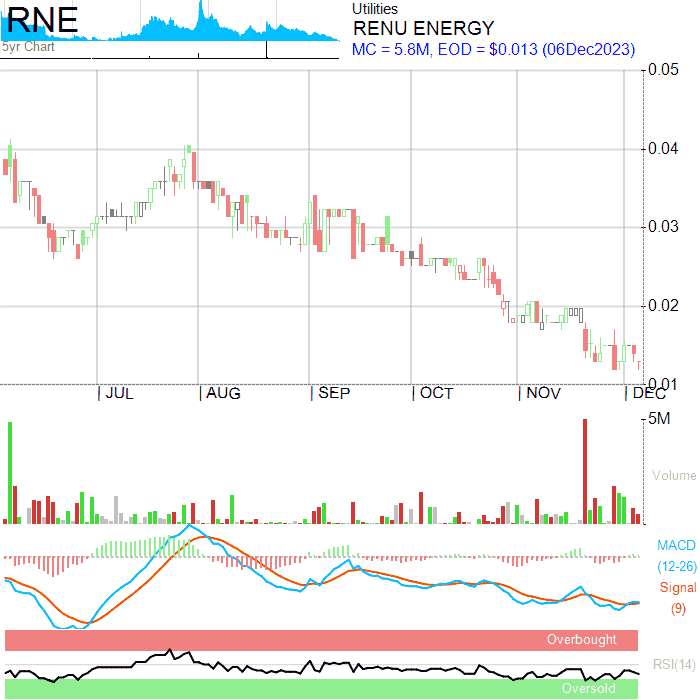 RNE
5yr Chart
Utilities
RENU ENERGY
MC = 5.8M, EOD = $0.013 (06Dec2023)
0.05
0.04
0.03
0.02
0.01
JUL AUG SEP OCT NOV DEC
5M
Volume
MACD
(12-26)
Signal
(9)
Overbought
RSI(14)
Oversold